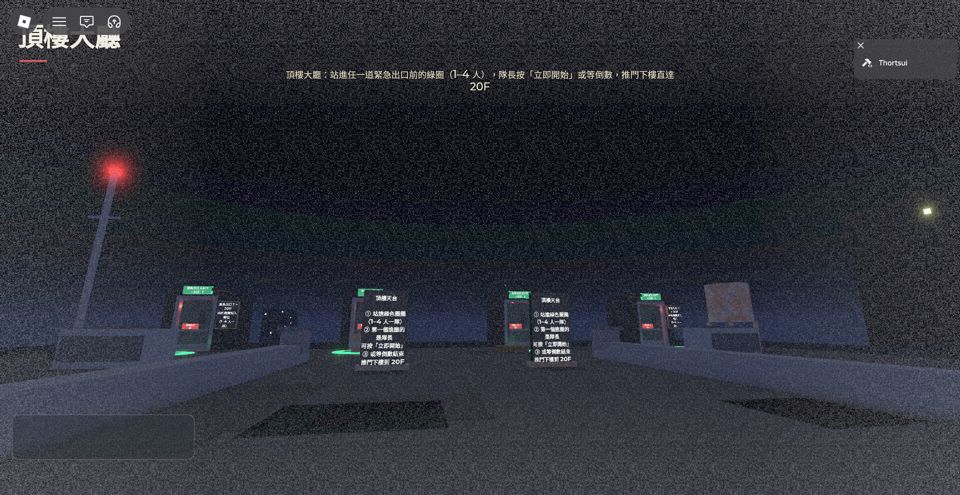 頂樓大廳
頂樓大廳：站進任一道緊急出口前的綠圈（1–4 人），隊長按「立即開始」或等倒數，推門下樓直達
20F
Thortsui
頂樓天台
① 站進綠色圈圈
（1–4 人一隊）
② 第一個進圈的
是隊長
可按「立即開始」
③ 或等倒數結束
推門下樓到 20F
頂樓天台
① 站進綠色圈圈
（1–4 人一隊）
② 第一個進圈的
是隊長
可按「立即開始」
③ 或等倒數結束
推門下樓到 20F